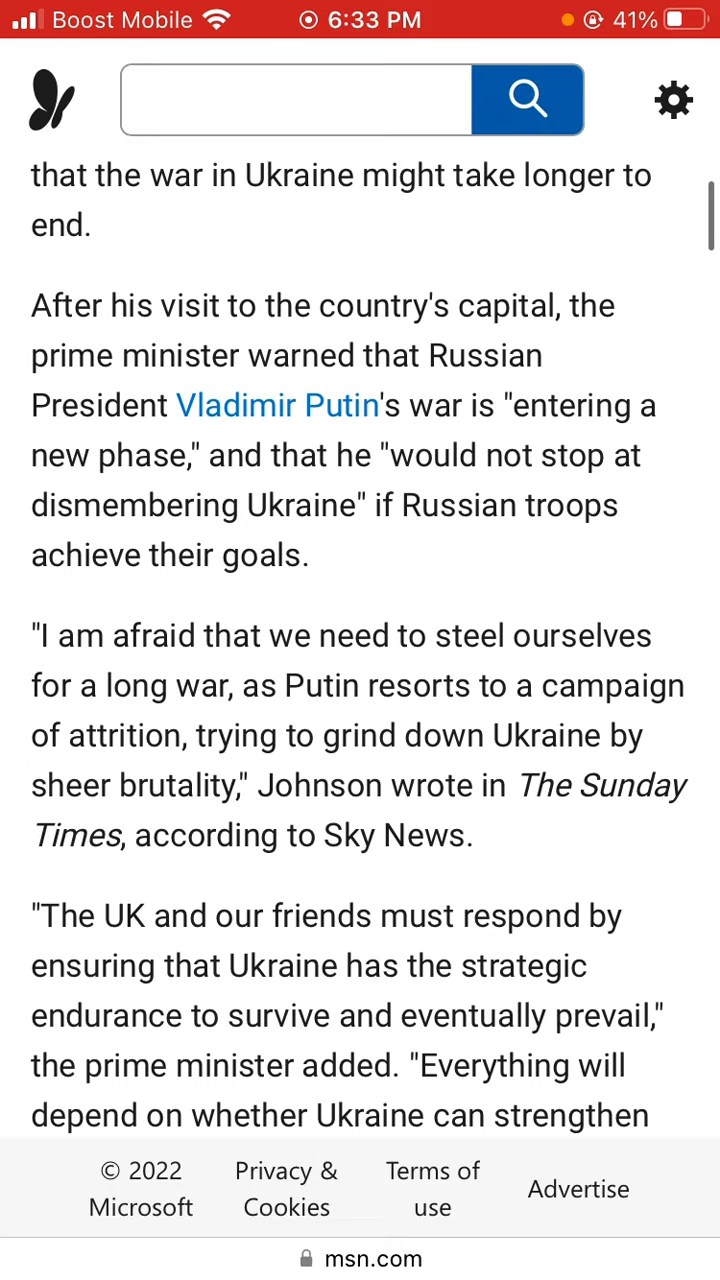 Boost Mobile 6:33 PM 41%
that the war in Ukraine might take longer to
end.
After his visit to the country's capital, the
prime minister warned that Russian
President Vladimir Putin's war is "entering a
new phase," and that he "would not stop at
dismembering Ukraine" if Russian troops
achieve their goals.
"I am afraid that we need to steel ourselves
for a long war, as Putin resorts to a campaign
of attrition, trying to grind down Ukraine by
sheer brutality," Johnson wrote in The Sunday
Times, according to Sky News.
"The UK and our friends must respond by
ensuring that Ukraine has the strategic
endurance to survive and eventually prevail,"
the prime minister added. "Everything will
depend on whether Ukraine can strengthen
© 2022 Microsoft
Privacy & Cookies
Terms of use
Advertise
msn.com